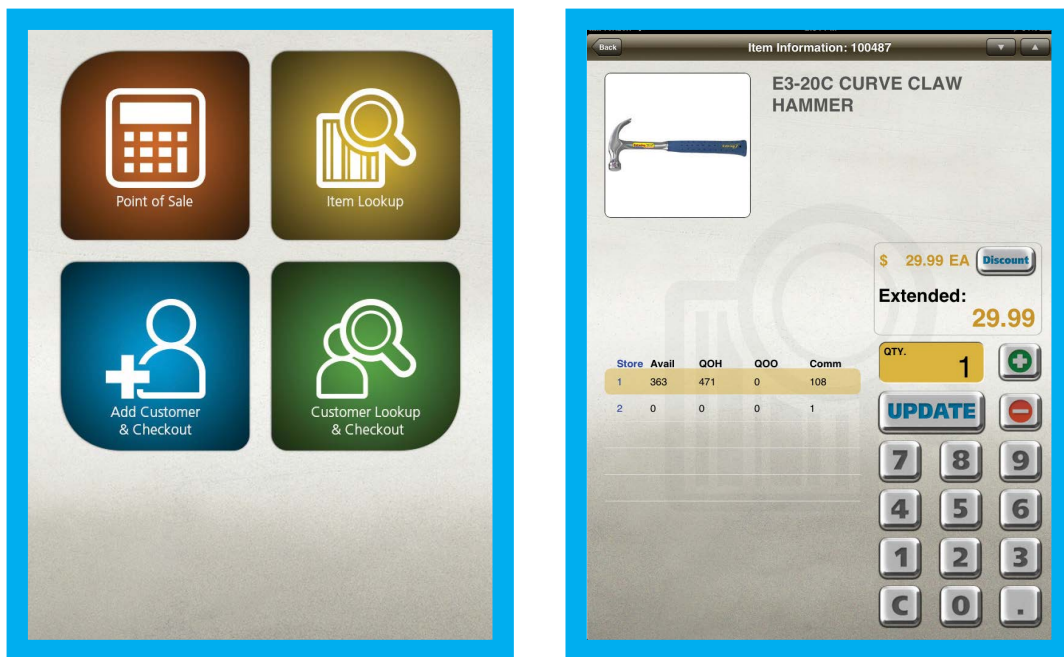 Point of Sale
Item Lookup
Add Customer
& Checkout
Customer Lookup
& Checkout
Back
Item Information: 100487
E3-20C CURVE CLAW
HAMMER
$ 29.99 EA
Discount
Extended:
29.99
Store Avail QOH QOO Comm
1 363 471 0 108
2 0 0 0 1
QTY.
1
UPDATE
7 8 9
4 5 6
1 2 3
C 0 .